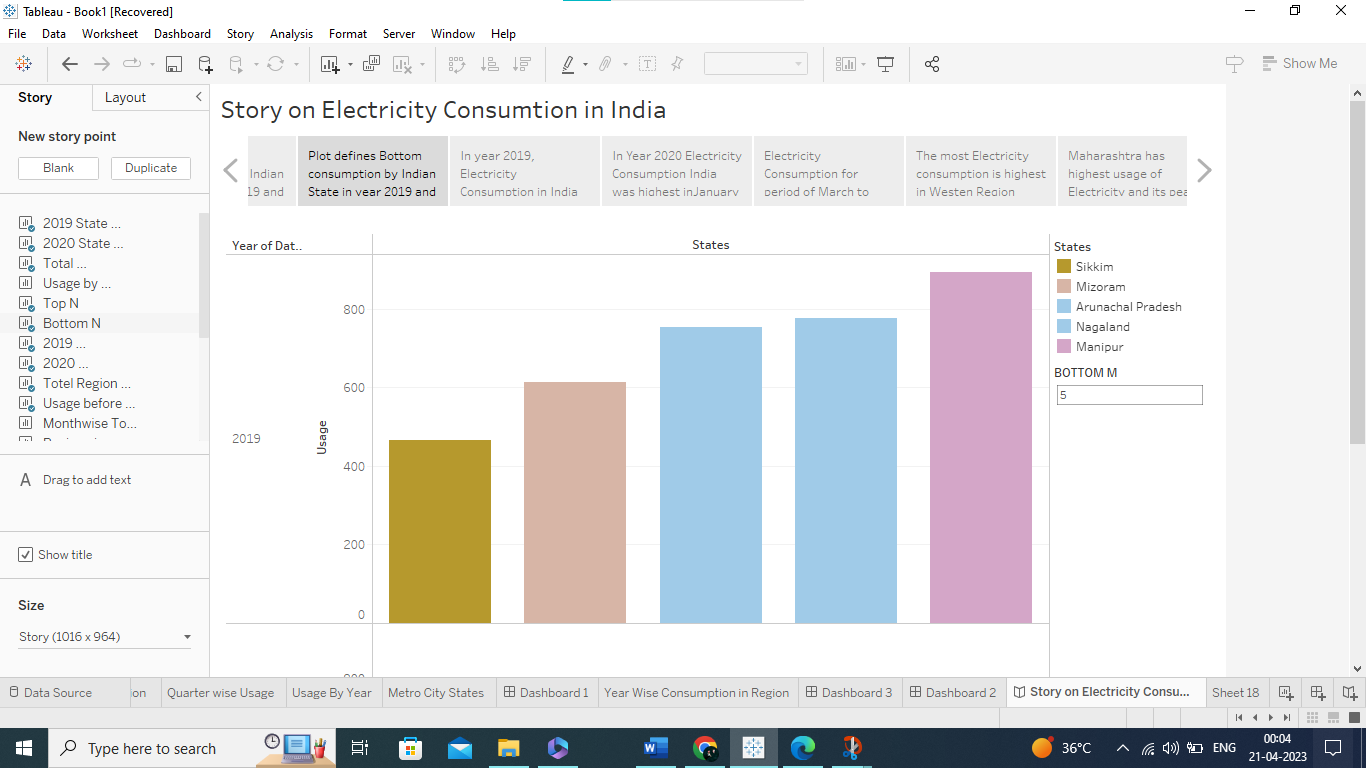 Tableau - Book1 [Recovered]
File Data Worksheet Dashboard Story Analysis Format Server Window Help
Show Me
Story Layout
New story point
Blank Duplicate
2019 State ...
2020 State ...
Total ...
Usage by ...
Top N
Bottom N
2019 ...
2020 ...
Totel Region ...
Usage before ...
Monthwise To...
A Drag to add text
Show title
Size
Story (1016 x 964)
Story on Electricity Consumtion in India
Indian
19 and
Plot defines Bottom
consumption by Indian
State in year 2019 and
In year 2019,
Electricity
Consumption in India
In Year 2020 Electricity
Consumption India
was highest inJanuary
Electricity
Consumption for
period of March to
The most Electricity
consumption is highest
in Westen Region
Maharashtra has
highest usage of
Electricity and its pea
Year of Dat..
States
2019
Usage
800
600
400
200
0
States
Sikkim
Mizoram
Arunachal Pradesh
Nagaland
Manipur
BOTTOM M
5
Data Source on Quarter wise Usage Usage By Year Metro City States Dashboard 1 Year Wise Consumption in Region Dashboard 3 Dashboard 2 Story on Electricity Consu... Sheet 18
Type here to search
36°C
ENG
00:04
21-04-2023